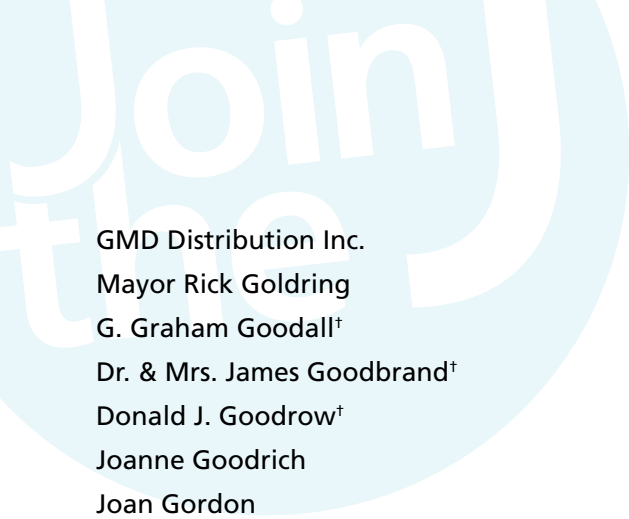 Join
the J
GMD Distribution Inc.
Mayor Rick Goldring
G. Graham Goodall†
Dr. & Mrs. James Goodbrand†
Donald J. Goodrow†
Joanne Goodrich
Joan Gordon